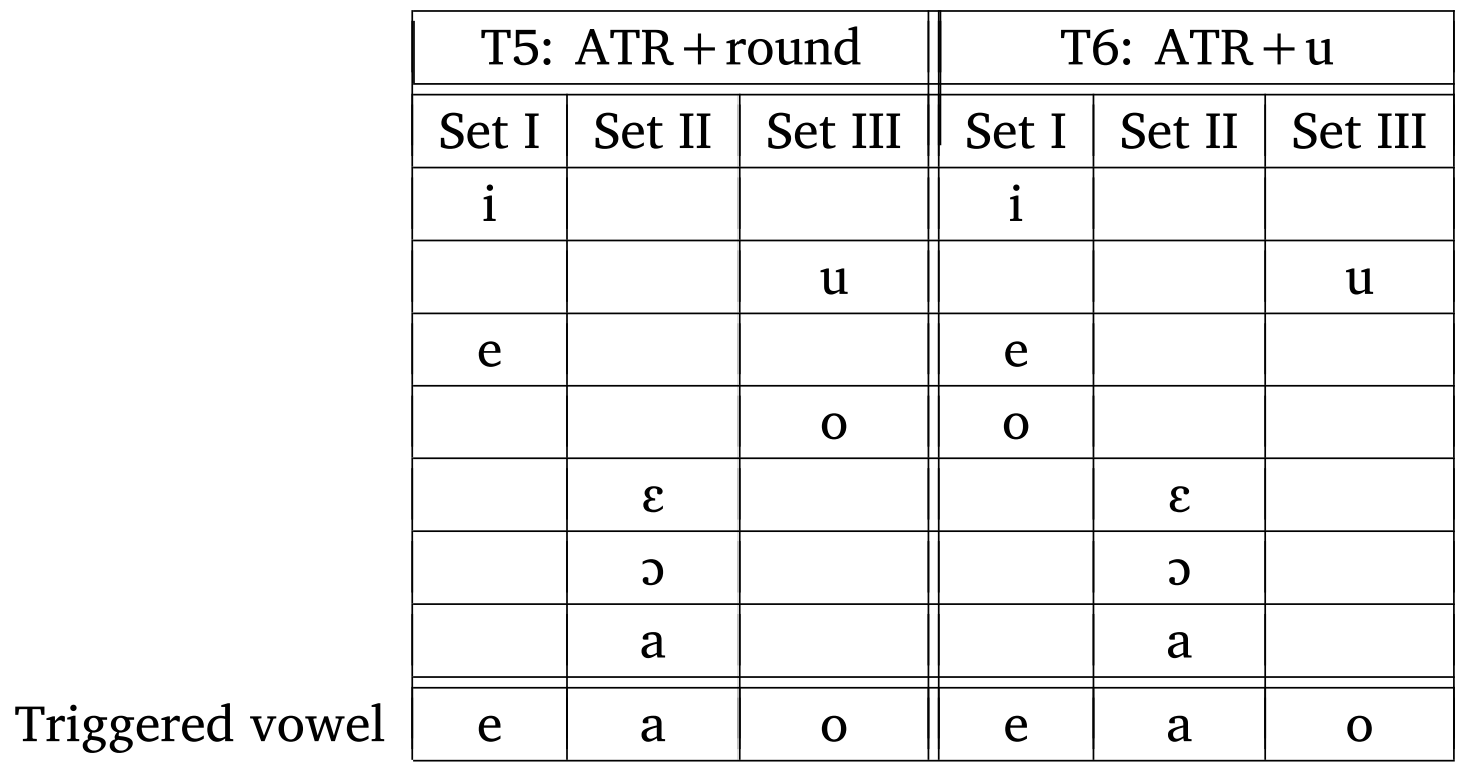 T5: ATR + round T6: ATR + u
Set I Set II Set III Set I Set II Set III
i i
u u
e e
o o
ɛ ɛ
ɔ ɔ
a a
Triggered vowel e a o e a o